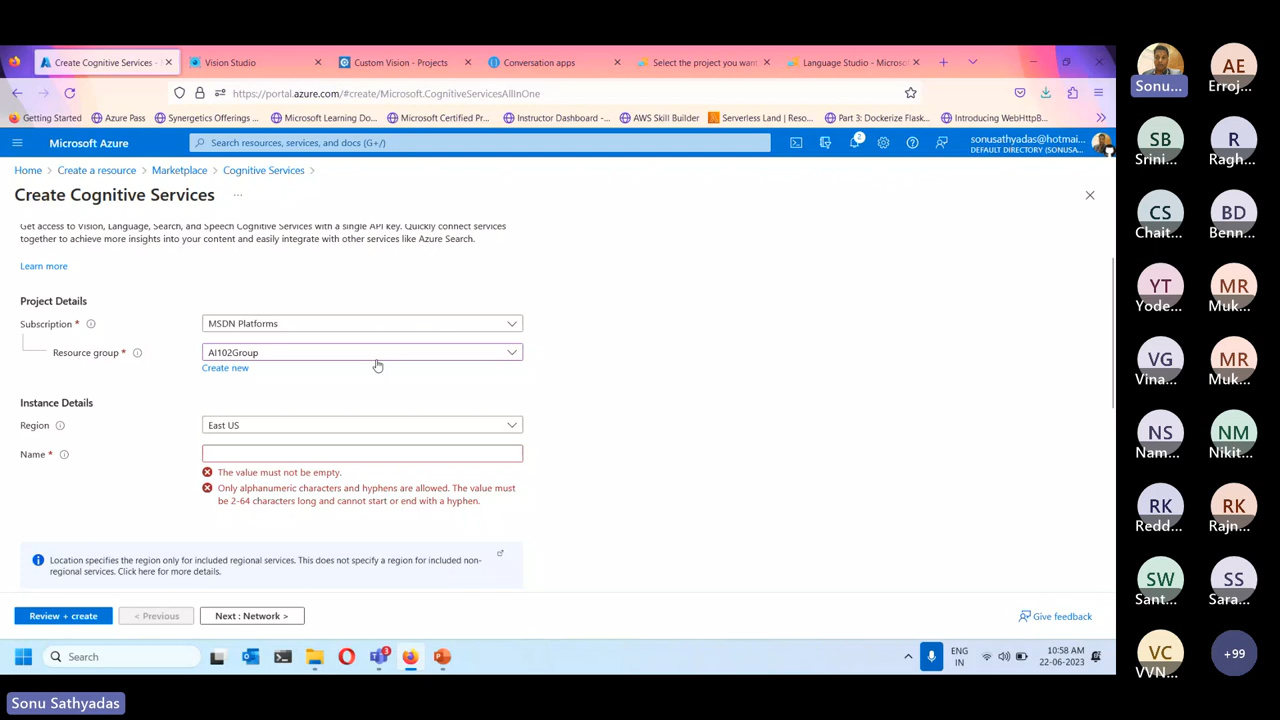 Create Cognitive Services -
Vision Studio
Custom Vision - Projects
Conversation apps
Select the project you want
Language Studio - Microsof
https://portal.azure.com/#create/Microsoft.CognitiveServicesAllInOne
Getting Started
Azure Pass
Synergetics Offerings ...
Microsoft Learning Do...
Microsoft Certified Pr...
Instructor Dashboard -...
AWS Skill Builder
Serverless Land | Reso...
Part 3: Dockerize Flask...
Introducing WebHttpB...
Microsoft Azure
Search resources, services, and docs (G+/)
2
sonusathyadas@hotmai...
DEFAULT DIRECTORY (SONUSA...
Home > Create a resource > Marketplace > Cognitive Services >
Create Cognitive Services ...
Get access to Vision, Language, Search, and Speech Cognitive Services with a single API key. Quickly connect services
together to achieve more insights into your content and easily integrate with other services like Azure Search.
Learn more
Project Details
Subscription * MSDN Platforms
Resource group * AI102Group
Create new
Instance Details
Region East US
Name *
The value must not be empty.
Only alphanumeric characters and hyphens are allowed. The value must
be 2-64 characters long and cannot start or end with a hyphen.
Location specifies the region only for included regional services. This does not specify a region for included non-
regional services. Click here for more details.
Review + create
< Previous
Next : Network >
Give feedback
Search
3
ENG
IN
10:58 AM
22-06-2023
Sonu Sathyadas
Sonu...
AE
Erroj...
SB
Srini...
R
Ragh...
CS
Chait...
BD
Benn...
YT
Yode...
MR
Muk...
VG
Vina...
MR
Muk...
NS
Nam...
NM
Nikit...
RK
Redd...
RK
Rajn...
SW
Sant...
SS
Sara...
VC
VVN...
+99